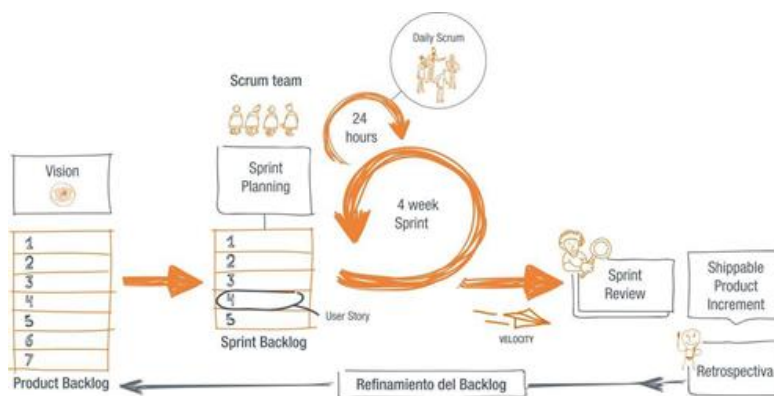 Daily Scrum
Scrum team
24
hours
Vision
Sprint
Planning
4 week
Sprint
1
2
3
4
5
6
7
1
2
3
4
5
User Story
Sprint
Review
Shippable
Product
Increment
VELOCITY
Sprint Backlog
Product Backlog
Refinamiento del Backlog
Retrospectiva